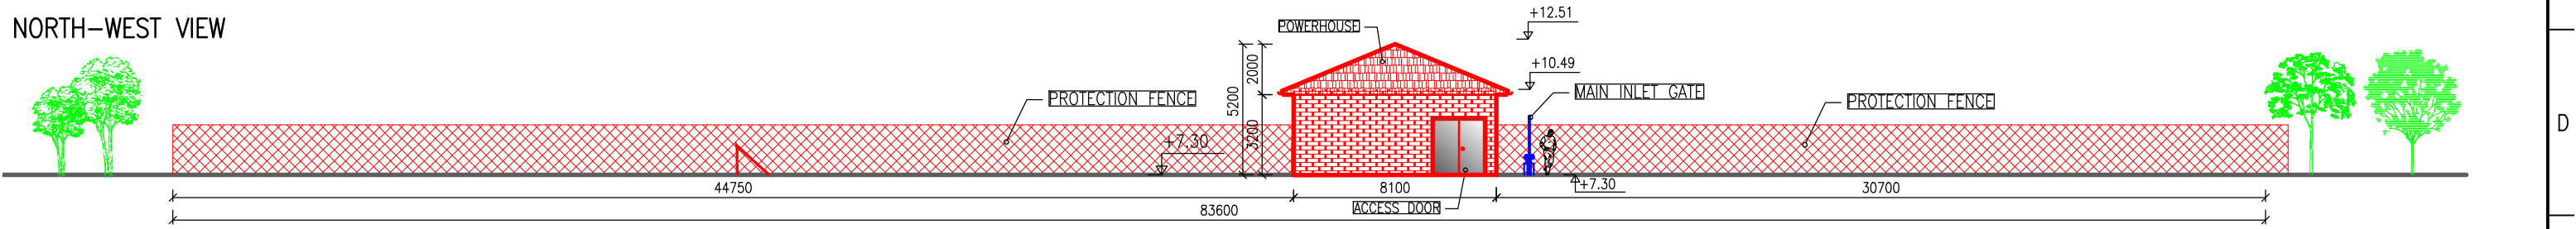 NORTH-WEST VIEW
+12.51
POWERHOUSE
+10.49
2000
5200
3200
MAIN INLET GATE
PROTECTION FENCE
PROTECTION FENCE
+7.30
D
44750
8100
+7.30
30700
ACCESS DOOR
83600